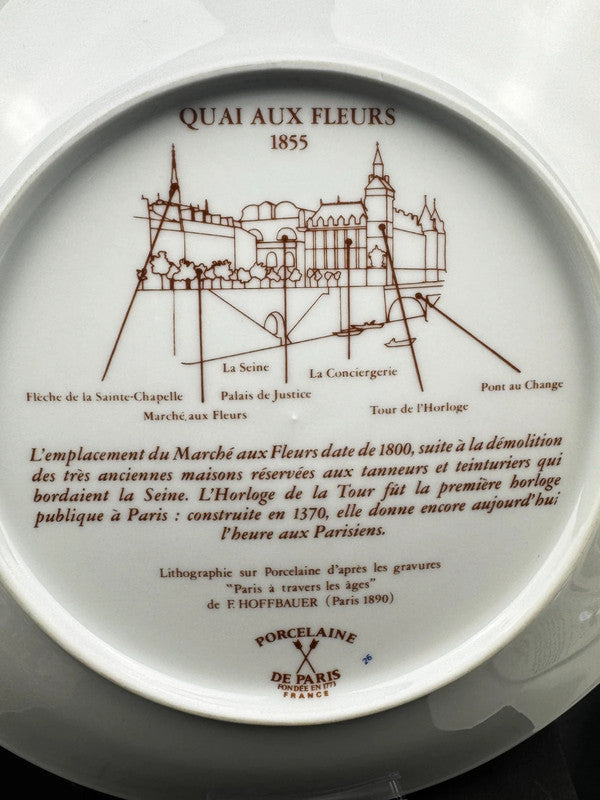 QUAI AUX FLEURS
1855
La Seine
La Conciergerie
Flèche de la Sainte-Chapelle
Palais de Justice
Pont au Change
Marché aux Fleurs
Tour de l'Horloge
L'emplacement du Marché aux Fleurs date de 1800, suite à la démolition
des très anciennes maisons réservées aux tanneurs et teinturiers qui
bordaient la Seine. L'Horloge de la Tour fût la première horloge
publique à Paris : construite en 1370, elle donne encore aujourd'hui
l'heure aux Parisiens.
Lithographie sur Porcelaine d'après les gravures
"Paris à travers les âges"
de F. HOFFBAUER (Paris 1890)
PORCELAINE
DE PARIS
FONDÉE EN 1773
FRANCE
26